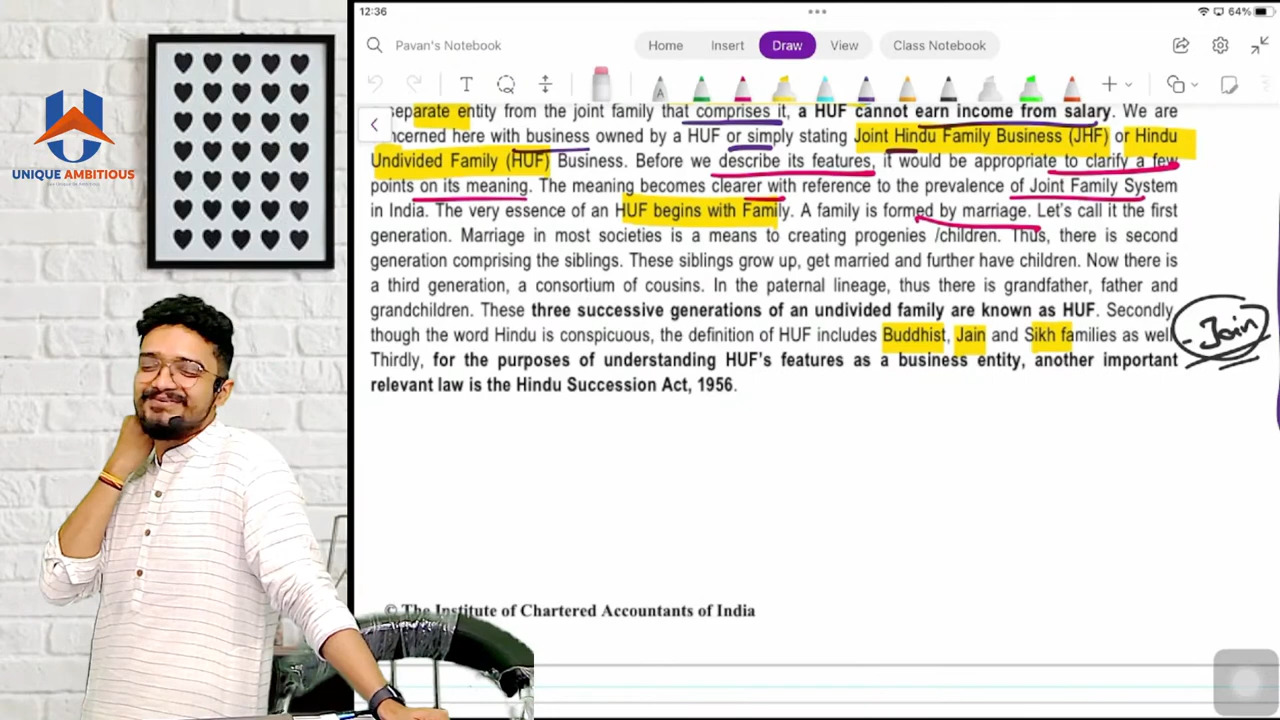 12:36
64%
UNIQUE AMBITIOUS
Pavan's Notebook
Home Insert Draw View Class Notebook
separate entity from the joint family that comprises it, a HUF cannot earn income from salary. We are
ncerned here with business owned by a HUF or simply stating Joint Hindu Family Business (JHF) or Hindu
Undivided Family (HUF) Business. Before we describe its features, it would be appropriate to clarify a few
points on its meaning. The meaning becomes clearer with reference to the prevalence of Joint Family System
in India. The very essence of an HUF begins with Family. A family is formed by marriage. Let's call it the first
generation. Marriage in most societies is a means to creating progenies /children. Thus, there is second
generation comprising the siblings. These siblings grow up, get married and further have children. Now there is
a third generation, a consortium of cousins. In the paternal lineage, thus there is grandfather, father and
grandchildren. These three successive generations of an undivided family are known as HUF. Secondly,
though the word Hindu is conspicuous, the definition of HUF includes Buddhist, Jain and Sikh families as well.
- Join
Thirdly, for the purposes of understanding HUF's features as a business entity, another important
relevant law is the Hindu Succession Act, 1956.
© The Institute of Chartered Accountants of India